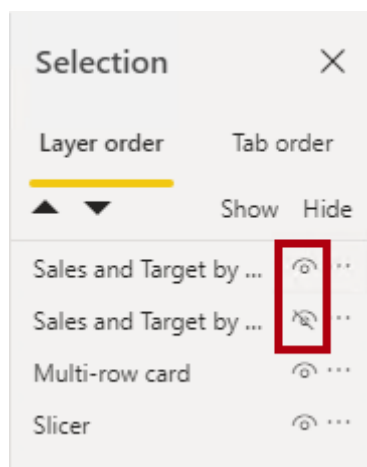 Selection
Layer order Tab order
Show Hide
Sales and Target by ...
Sales and Target by ...
Multi-row card
Slicer